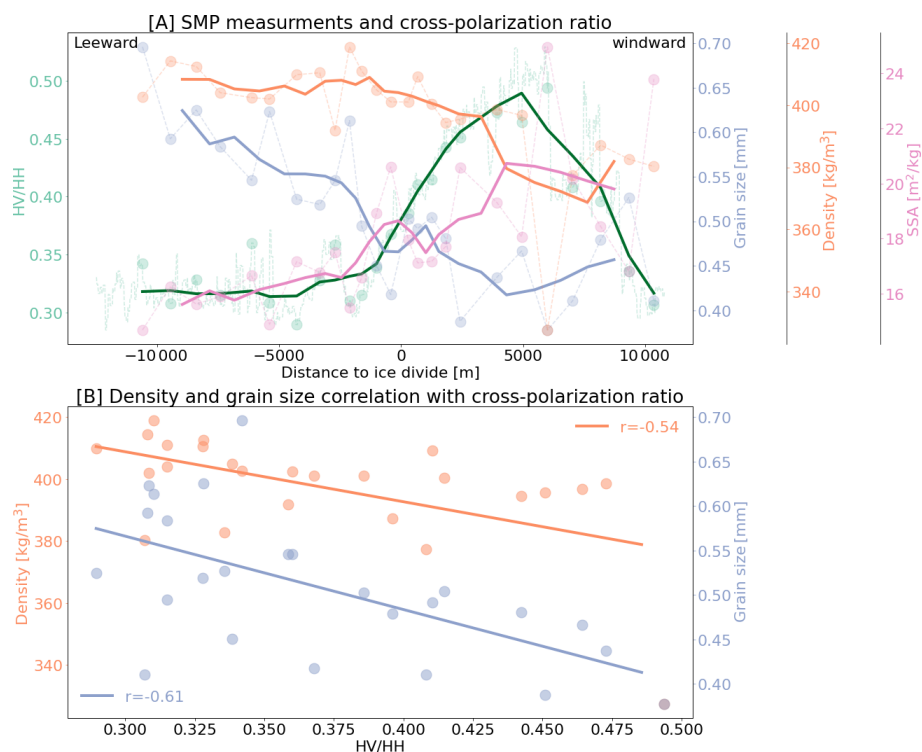 [A] SMP measurments and cross-polarization ratio
Leeward
windward
HV/HH
0.50
0.45
0.40
0.35
0.30
0.70
0.65
0.60
0.55
0.50
0.45
0.40
Grain size [mm]
420
400
380
360
340
Density [kg/m³]
24
22
20
18
16
SSA [m²/kg]
−10000 −5000 0 5000 10000
Distance to ice divide [m]
[B] Density and grain size correlation with cross-polarization ratio
Density [kg/m³]
420
400
380
360
340
r=-0.54
r=-0.61
0.70
0.65
0.60
0.55
0.50
0.45
0.40
Grain size [mm]
0.300 0.325 0.350 0.375 0.400 0.425 0.450 0.475 0.500
HV/HH